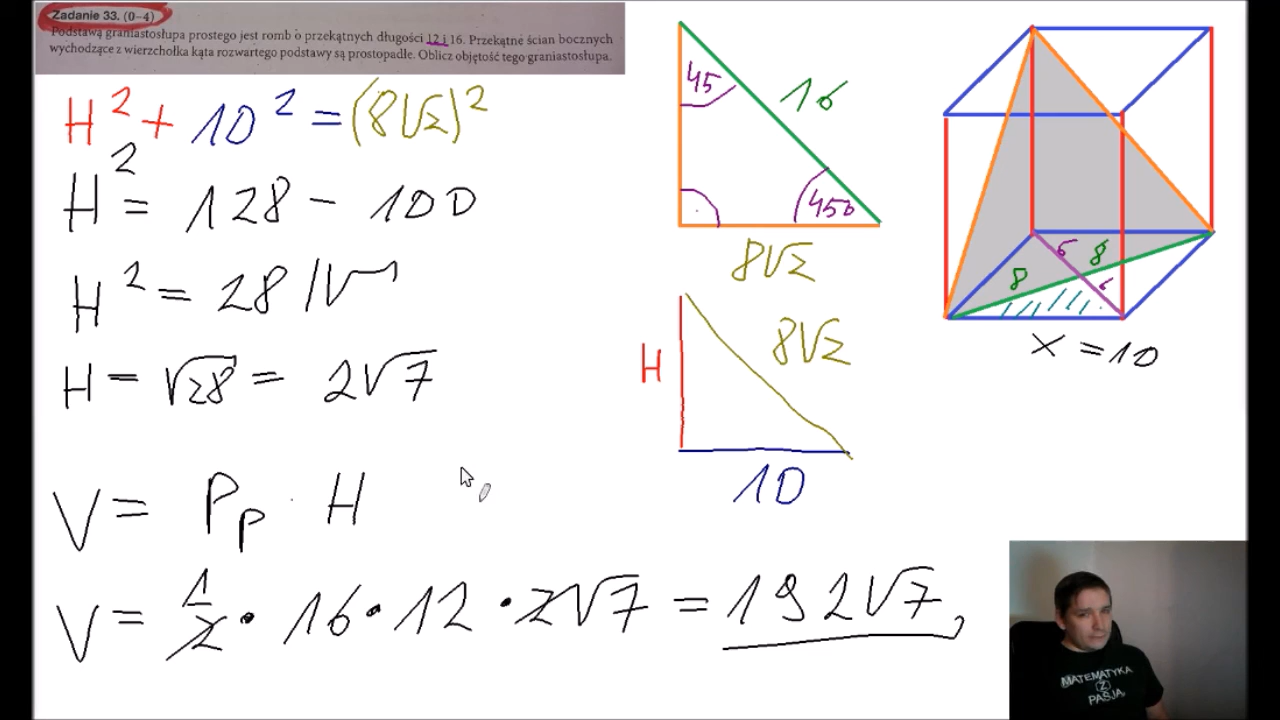 Zadanie 33. (0–4)
Podstawą graniastosłupa prostego jest romb o przekątnych długości 12 i 16. Przekątne ścian bocznych
wychodzące z wierzchołka kąta rozwartego podstawy są prostopadłe. Oblicz objętość tego graniastosłupa.
H² + 10² = (8√2)²
H² = 128 - 100
H² = 28 /√
H = √28 = 2√7
V = Pp · H
V = 1/2 · 16 · 12 · 2√7 = 192√7
45
16
450
8√2
H
8√2
10
6
8
8
6
x = 10
MATEMATYKA
Z
PASJĄ